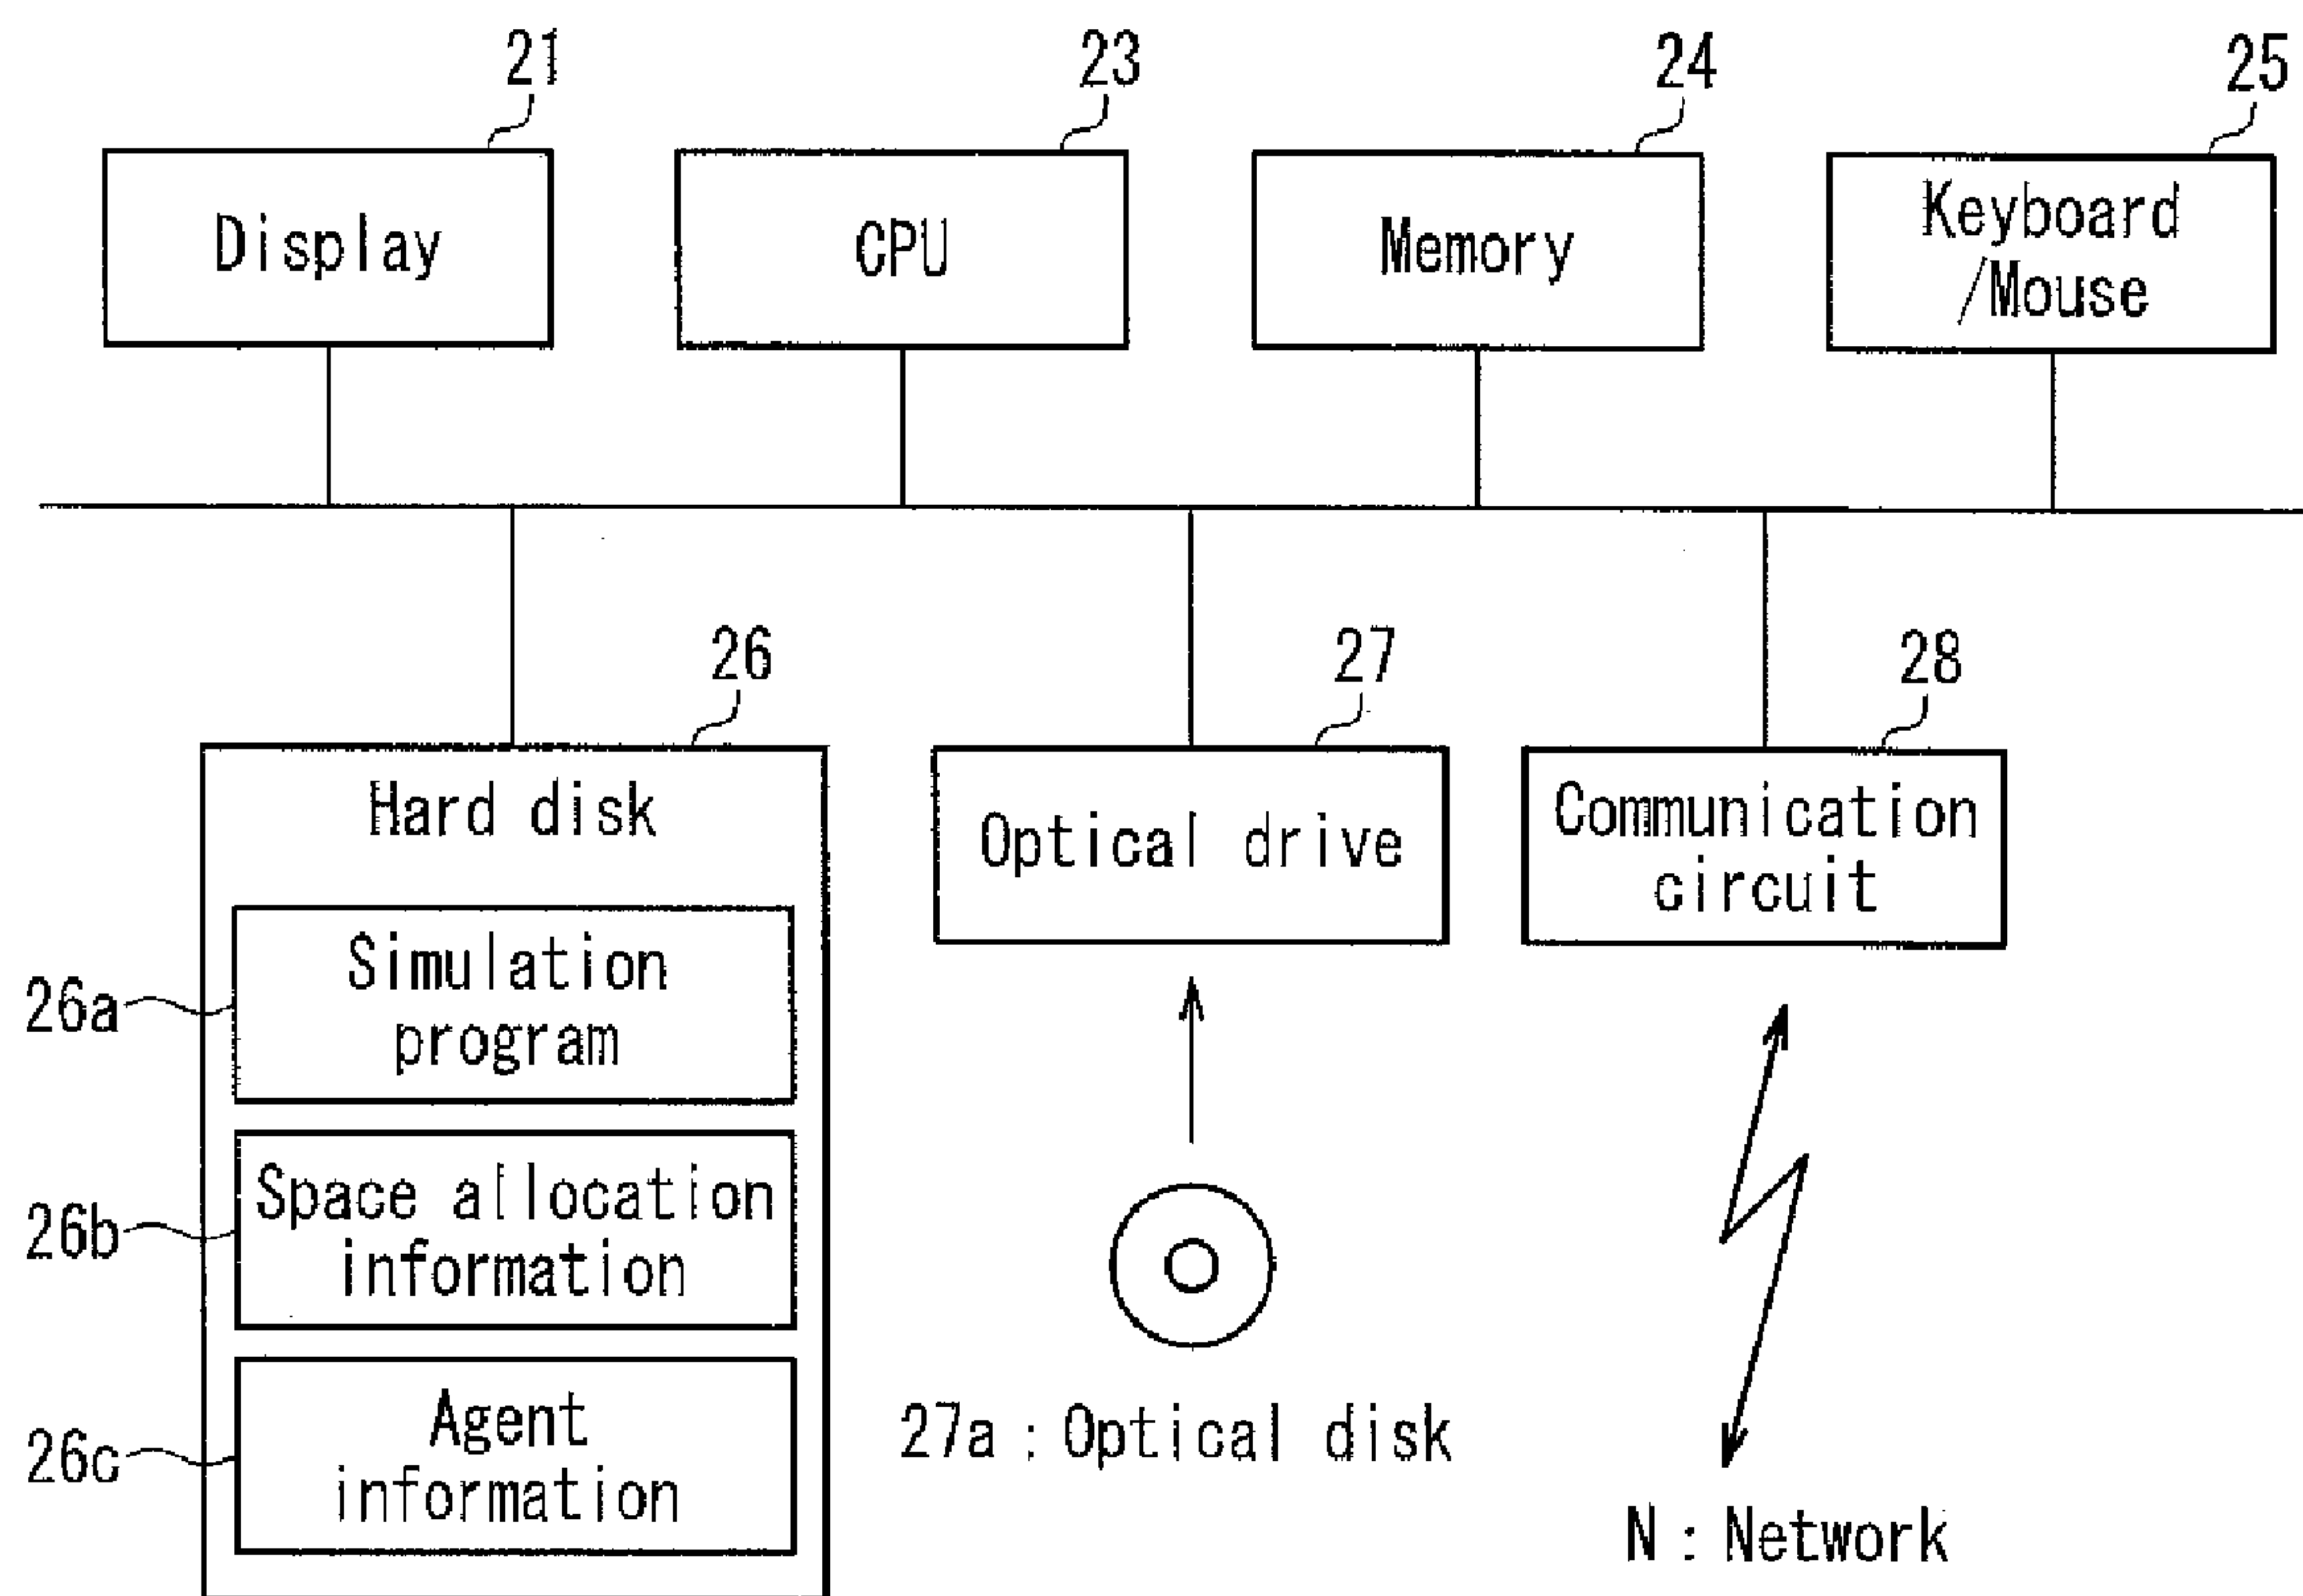 21
23
24
25
Display
CPU
Memory
Keyboard
/Mouse
26
27
28
Hard disk
Optical drive
Communication
circuit
26a
Simulation
program
26b
Space allocation
information
26c
Agent
information
27a : Optical disk
N : Network